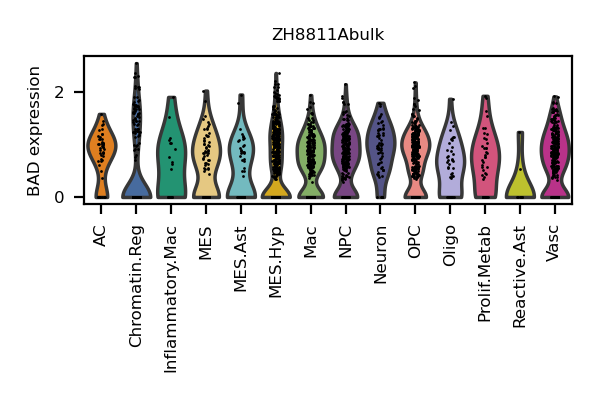 ZH8811Abulk
BAD expression
2
0
AC
Chromatin.Reg
Inflammatory.Mac
MES
MES.Ast
MES.Hyp
Mac
NPC
Neuron
OPC
Oligo
Prolif.Metab
Reactive.Ast
Vasc